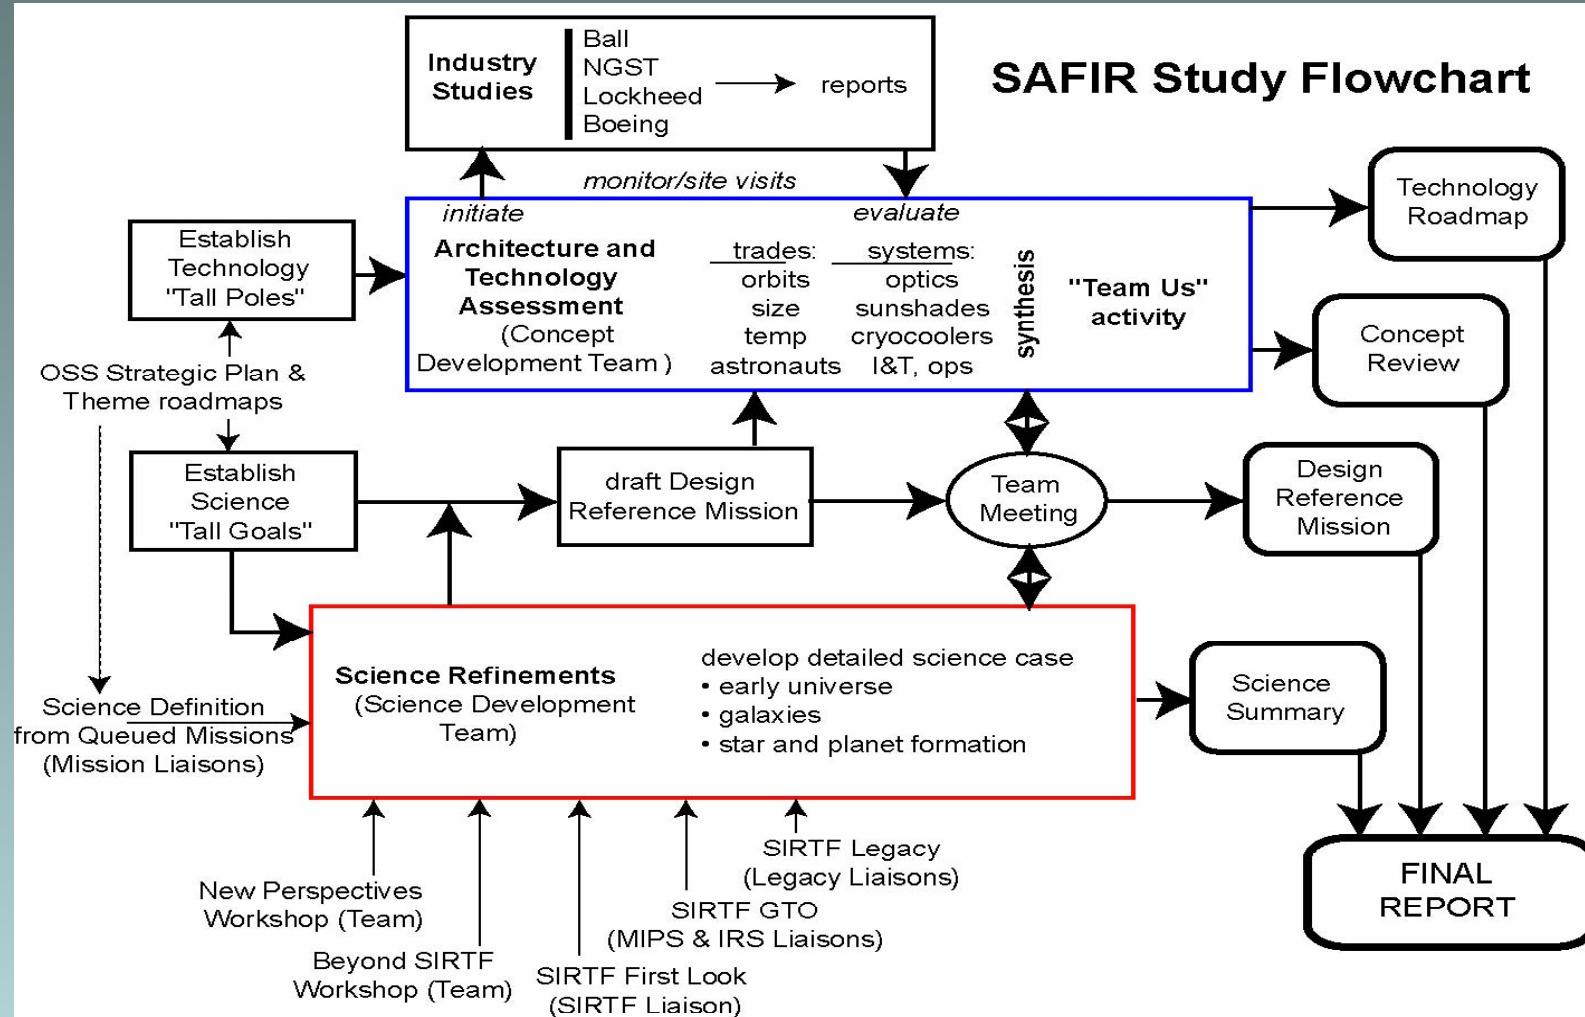 SAFIR Study Flowchart
Industry
Studies
Ball
NGST
Lockheed
Boeing
reports
monitor/site visits
initiate
evaluate
Establish
Technology
"Tall Poles"
Architecture and
Technology
Assessment
(Concept
Development Team )
trades:
orbits
size
temp
astronauts
systems:
optics
sunshades
cryocoolers
I&T, ops
synthesis
"Team Us"
activity
Technology
Roadmap
Concept
Review
OSS Strategic Plan &
Theme roadmaps
Establish
Science
"Tall Goals"
draft Design
Reference Mission
Team
Meeting
Design
Reference
Mission
Science Refinements
(Science Development
Team)
develop detailed science case
• early universe
• galaxies
• star and planet formation
Science
Summary
Science Definition
from Queued Missions
(Mission Liaisons)
New Perspectives
Workshop (Team)
Beyond SIRTF
Workshop (Team)
SIRTF First Look
(SIRTF Liaison)
SIRTF GTO
(MIPS & IRS Liaisons)
SIRTF Legacy
(Legacy Liaisons)
FINAL
REPORT